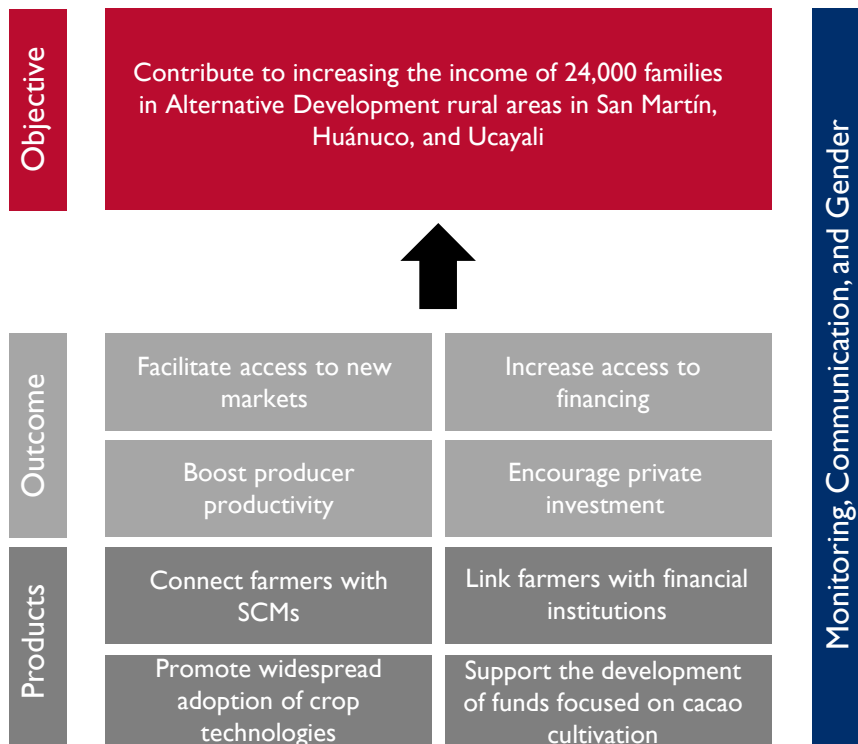 Objective
Contribute to increasing the income of 24,000 families
in Alternative Development rural areas in San Martín,
Huánuco, and Ucayali
Outcome
Facilitate access to new
markets
Increase access to
financing
Boost producer
productivity
Encourage private
investment
Products
Connect farmers with
SCMs
Link farmers with financial
institutions
Promote widespread
adoption of crop
technologies
Support the development
of funds focused on cacao
cultivation
Monitoring, Communication, and Gender